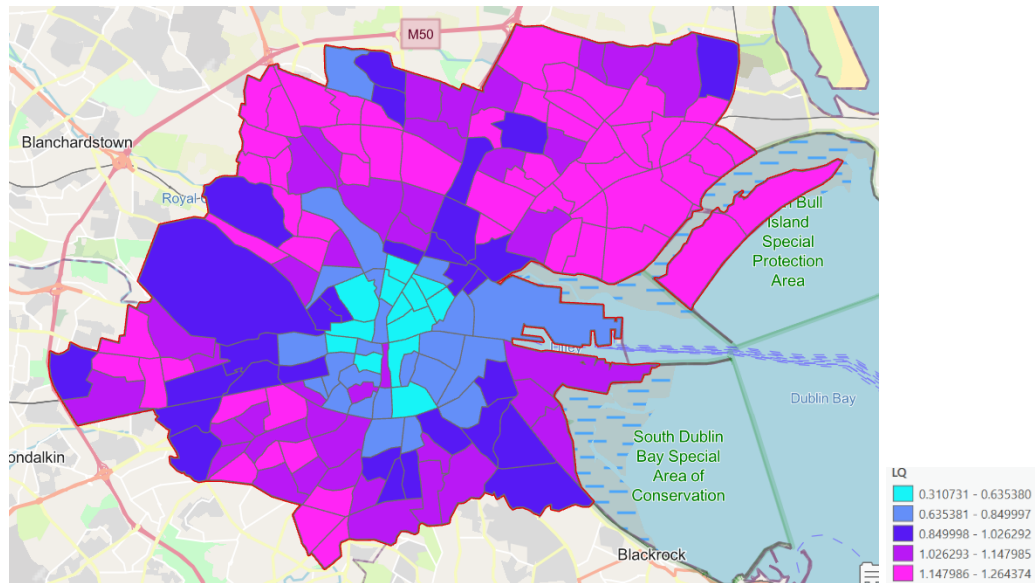 M50
Blanchardstown
Royal
Bull
Island
Special
Protection
Area
Liffey
Dublin Bay
South Dublin
Bay Special
Area of
Conservation
ondalkin
Blackrock
LQ
0.310731 - 0.635380
0.635381 - 0.849997
0.849998 - 1.026292
1.026293 - 1.147985
1.147986 - 1.264374